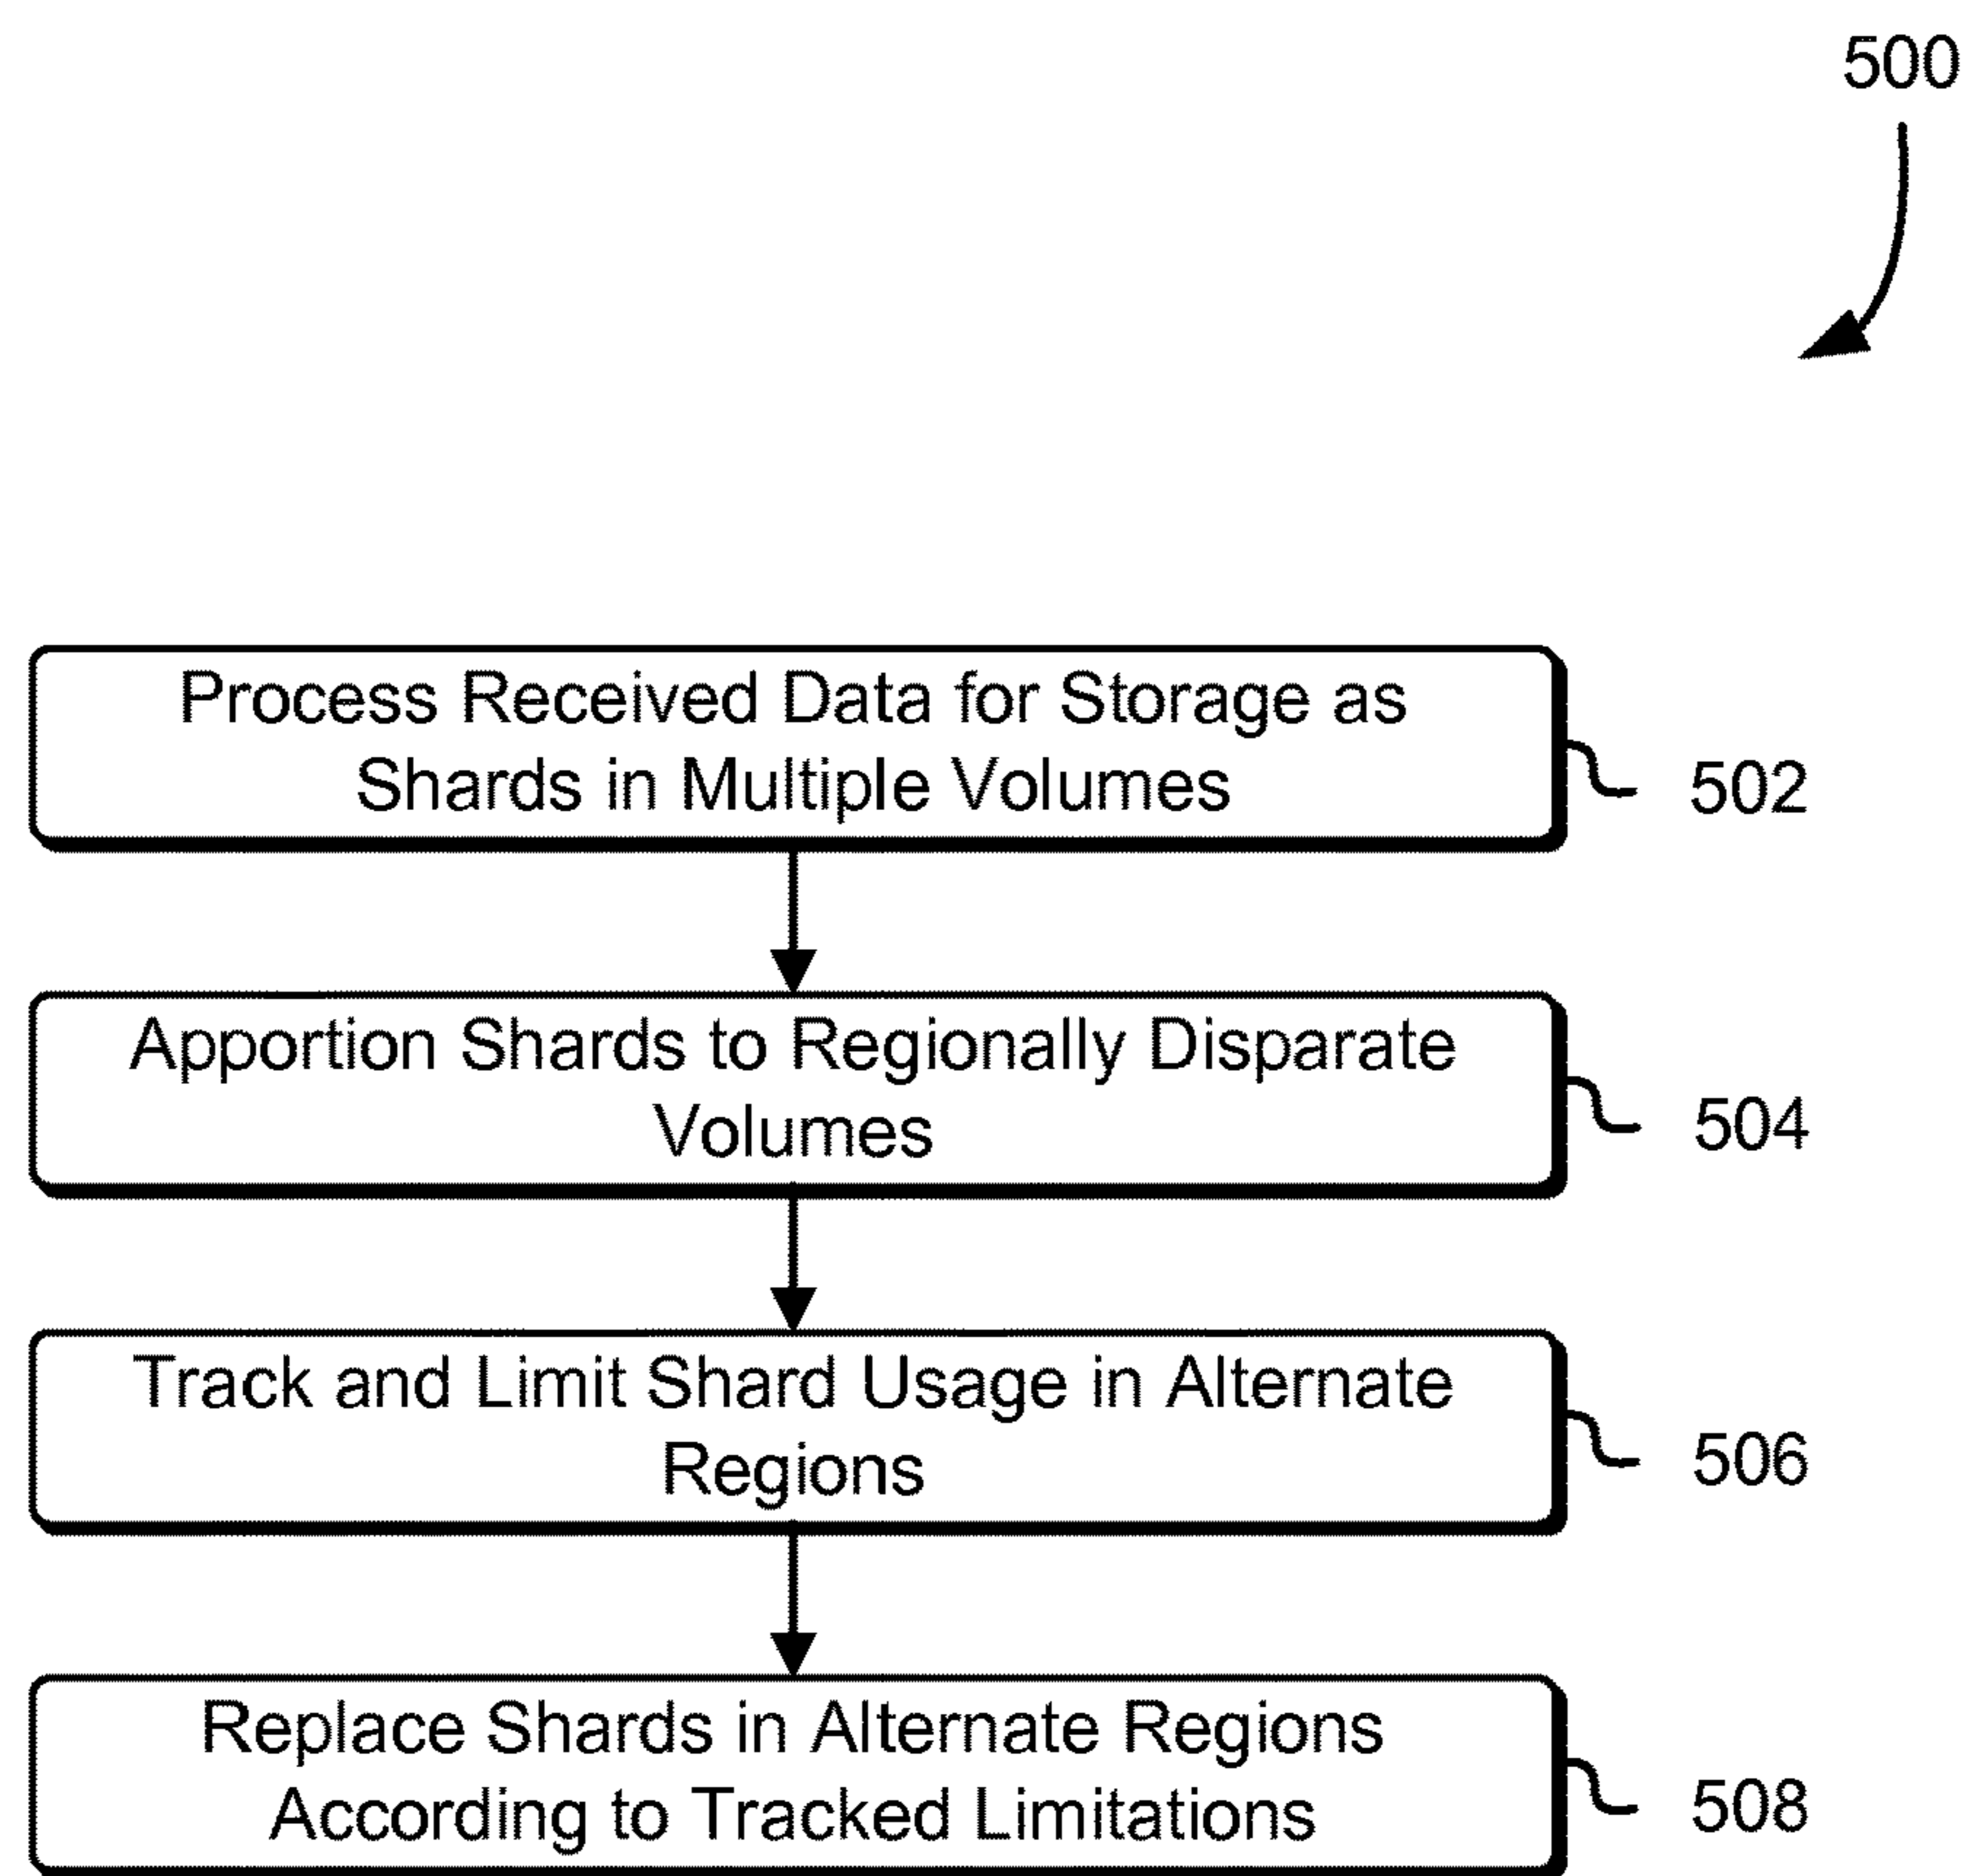 500
Process Received Data for Storage as
Shards in Multiple Volumes
502
Apportion Shards to Regionally Disparate
Volumes
504
Track and Limit Shard Usage in Alternate
Regions
506
Replace Shards in Alternate Regions
According to Tracked Limitations
508